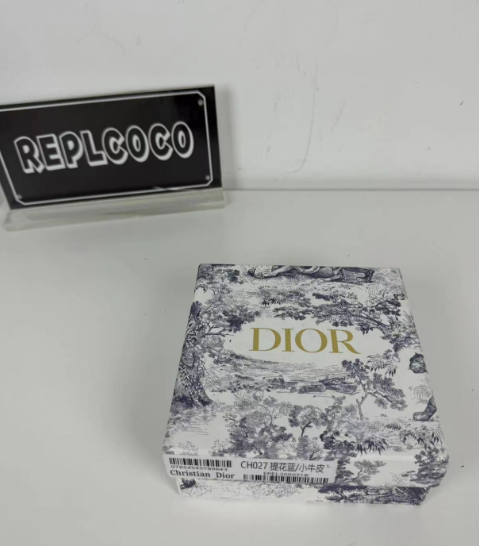 REPLCOCO
DIOR
CH027 提花蓝/小牛皮
Christian Dior